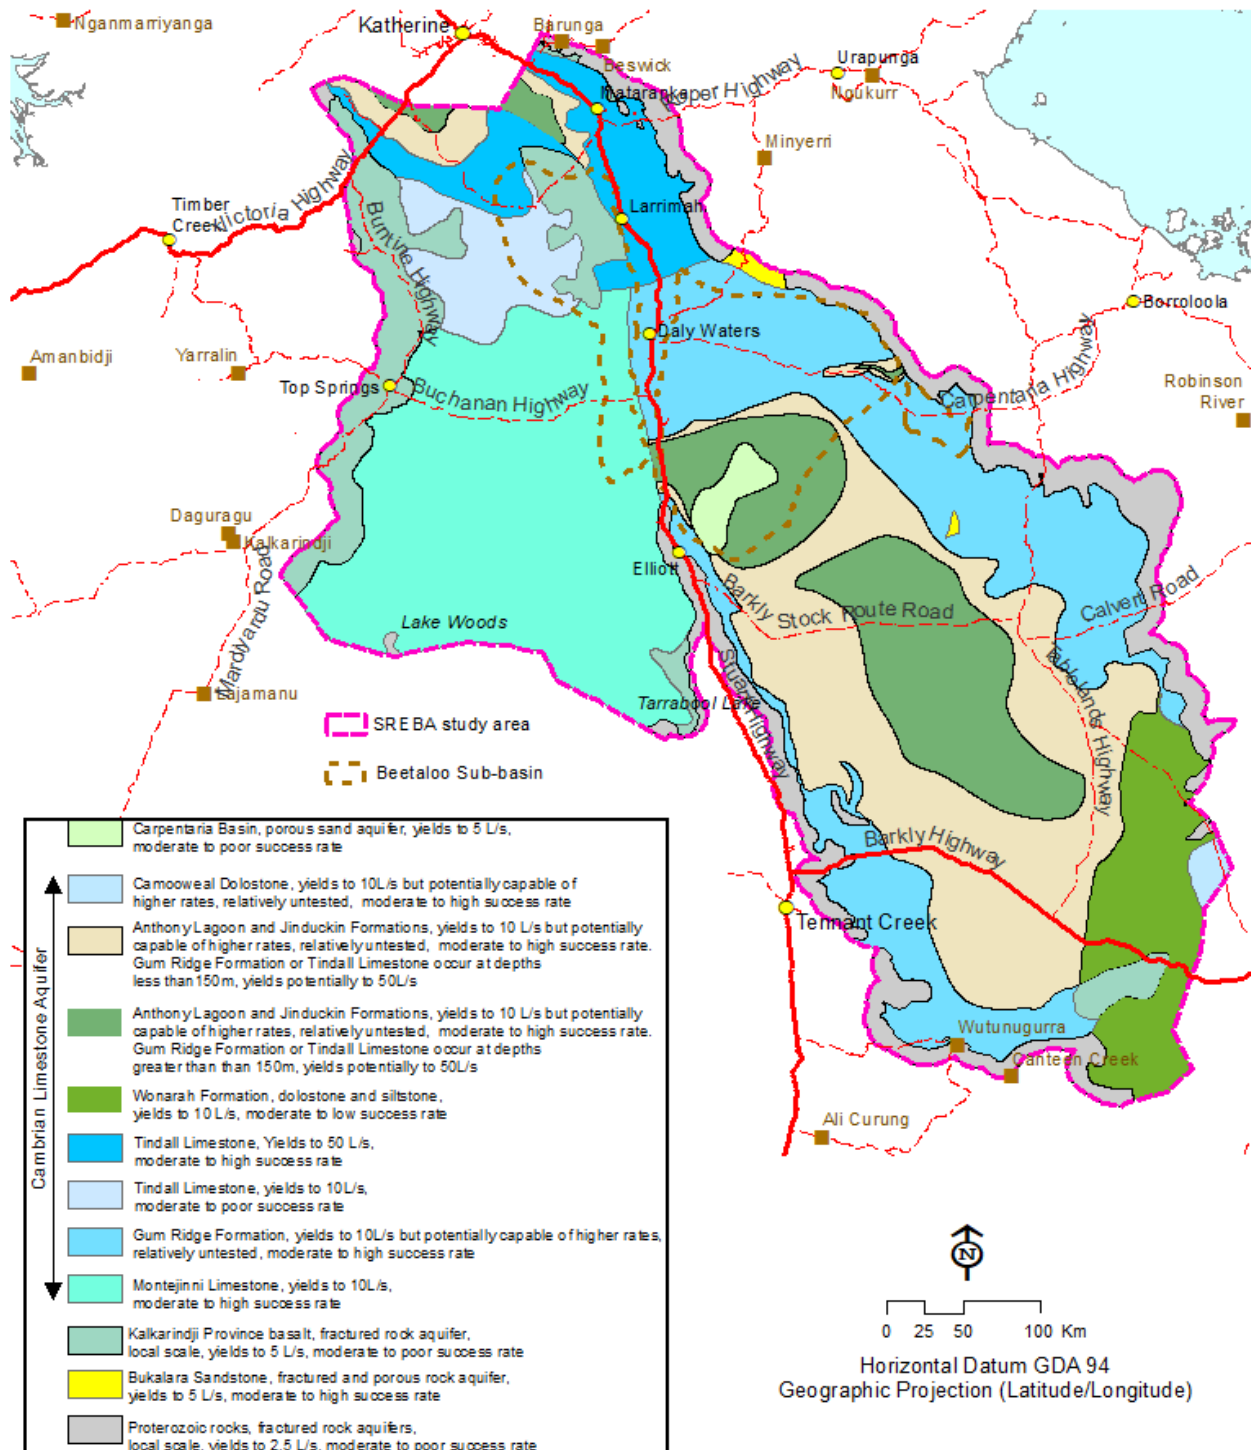 Nganmarriyanga
Katherine
Barunga
Beswick
Mataranka
Roper Highway
Urapunga
Noukurr
Minyerri
Timber
Creek
Victoria Highway
Buntine Highway
Larrimah
Borroloola
Daly Waters
Amanbidji
Yarralin
Top Springs
Buchanan Highway
Carpentaria Highway
Robinson
River
Daguragu
Kalkarindji
Elliott
Barkly Stock Route Road
Calvert Road
Lake Woods
Mardiyardu Road
Lajamanu
Tarrabool Lake
Stuart Highway
Tablelands Highway
SREBA study area
Beetaloo Sub-basin
Barkly Highway
Tennant Creek
Wutunugurra
Canteen Creek
Ali Curung
Cambrian Limestone Aquifer
Carpentaria Basin, porous sand aquifer, yields to 5 L/s,
moderate to poor success rate
Camooweal Dolostone, yields to 10L/s but potentially capable of
higher rates, relatively untested, moderate to high success rate
Anthony Lagoon and Jinduckin Formations, yields to 10 L/s but potentially
capable of higher rates, relatively untested, moderate to high success rate.
Gum Ridge Formation or Tindall Limestone occur at depths
less than 150m, yields potentially to 50L/s
Anthony Lagoon and Jinduckin Formations, yields to 10 L/s but potentially
capable of higher rates, relatively untested, moderate to high success rate.
Gum Ridge Formation or Tindall Limestone occur at depths
greater than than 150m, yields potentially to 50L/s
Wonarah Formation, dolostone and siltstone,
yields to 10 L/s, moderate to low success rate
Tindall Limestone, Yields to 50 L/s,
moderate to high success rate
Tindall Limestone, yields to 10L/s,
moderate to poor success rate
Gum Ridge Formation, yields to 10L/s but potentially capable of higher rates,
relatively untested, moderate to high success rate
Montejinni Limestone, yields to 10L/s,
moderate to high success rate
Kalkarindji Province basalt, fractured rock aquifer,
local scale, yields to 5 L/s, moderate to poor success rate
Bukalara Sandstone, fractured and porous rock aquifer,
yields to 5 L/s, moderate to high success rate
Proterozoic rocks, fractured rock aquifers,
local scale, yields to 2.5 L/s, moderate to poor success rate
N
0 25 50 100 Km
Horizontal Datum GDA 94
Geographic Projection (Latitude/Longitude)